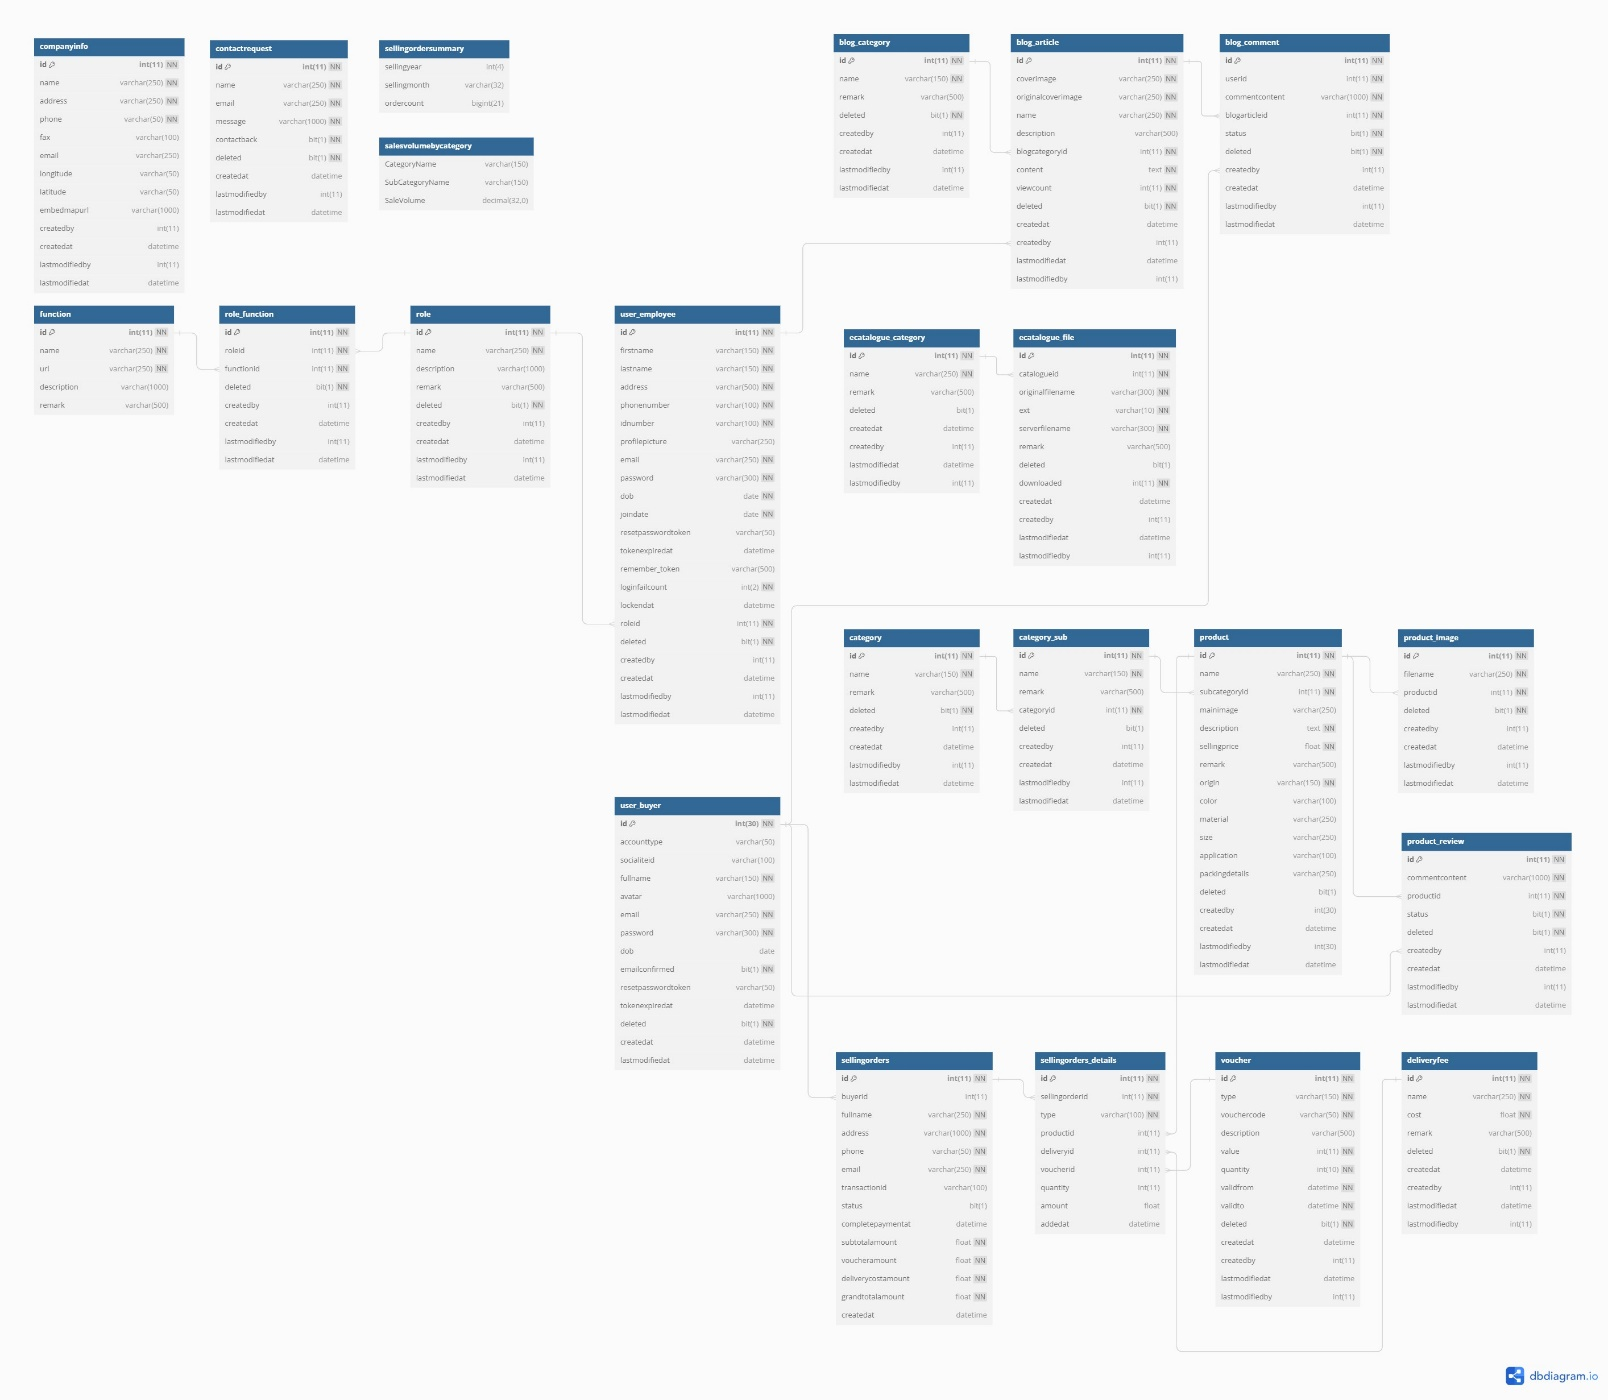 companyinfo
id int(11) NN
name varchar(250) NN
address varchar(250) NN
phone varchar(50) NN
fax varchar(100)
email varchar(250)
longitude varchar(50)
latitude varchar(50)
embedmapurl varchar(1000)
createdby int(11)
createdat datetime
lastmodifiedby int(11)
lastmodifiedat datetime
contactrequest
id int(11) NN
name varchar(250) NN
email varchar(250) NN
message varchar(1000) NN
contactback bit(1) NN
deleted bit(1) NN
createdat datetime
lastmodifiedby int(11)
lastmodifiedat datetime
sellingordersummary
sellingyear int(4)
sellingmonth varchar(32)
ordercount bigint(21)
salesvolumebycategory
CategoryName varchar(150)
SubCategoryName varchar(150)
SaleVolume decimal(32,0)
blog_category
id int(11) NN
name varchar(150) NN
remark varchar(500)
deleted bit(1) NN
createdby int(11)
createdat datetime
lastmodifiedby int(11)
lastmodifiedat datetime
blog_article
id int(11) NN
coverimage varchar(250) NN
originalcoverimage varchar(250) NN
name varchar(250) NN
description varchar(500)
blogcategoryid int(11) NN
content text NN
viewcount int(11) NN
deleted bit(1) NN
createdat datetime
createdby int(11)
lastmodifiedat datetime
lastmodifiedby int(11)
blog_comment
id int(11) NN
userid int(11) NN
commentcontent varchar(1000) NN
blogarticleid int(11) NN
status bit(1) NN
deleted bit(1) NN
createdby int(11)
createdat datetime
lastmodifiedby int(11)
lastmodifiedat datetime
function
id int(11) NN
name varchar(250) NN
url varchar(250) NN
description varchar(1000)
remark varchar(500)
role_function
id int(11) NN
roleid int(11) NN
functionid int(11) NN
deleted bit(1) NN
createdby int(11)
createdat datetime
lastmodifiedby int(11)
lastmodifiedat datetime
role
id int(11) NN
name varchar(250) NN
description varchar(1000)
remark varchar(500)
deleted bit(1) NN
createdby int(11)
createdat datetime
lastmodifiedby int(11)
lastmodifiedat datetime
user_employee
id int(11) NN
firstname varchar(150) NN
lastname varchar(150) NN
address varchar(500) NN
phonenumber varchar(100) NN
idnumber varchar(100) NN
profilepicture varchar(250)
email varchar(250) NN
password varchar(300) NN
dob date NN
joindate date NN
resetpasswordtoken varchar(50)
tokenexpiredat datetime
remember_token varchar(500)
loginfailcount int(2) NN
lockendat datetime
roleid int(11) NN
deleted bit(1) NN
createdby int(11)
createdat datetime
lastmodifiedby int(11)
lastmodifiedat datetime
ecatalogue_category
id int(11) NN
name varchar(250) NN
remark varchar(500)
deleted bit(1)
createdat datetime
createdby int(11)
lastmodifiedat datetime
lastmodifiedby int(11)
ecatalogue_file
id int(11) NN
catalogueid int(11) NN
originalfilename varchar(300) NN
ext varchar(10) NN
serverfilename varchar(300) NN
remark varchar(500)
deleted bit(1)
downloaded int(11) NN
createdat datetime
createdby int(11)
lastmodifiedat datetime
lastmodifiedby int(11)
category
id int(11) NN
name varchar(150) NN
remark varchar(500)
deleted bit(1) NN
createdby int(11)
createdat datetime
lastmodifiedby int(11)
lastmodifiedat datetime
category_sub
id int(11) NN
name varchar(150) NN
remark varchar(500)
categoryid int(11) NN
deleted bit(1)
createdby int(11)
createdat datetime
lastmodifiedby int(11)
lastmodifiedat datetime
product
id int(11) NN
name varchar(250) NN
subcategoryid int(11) NN
mainimage varchar(250)
description text NN
sellingprice float NN
remark varchar(500)
origin varchar(150) NN
color varchar(100)
material varchar(250)
size varchar(250)
application varchar(100)
packingdetails varchar(250)
deleted bit(1)
createdby int(30)
createdat datetime
lastmodifiedby int(30)
lastmodifiedat datetime
product_image
id int(11) NN
filename varchar(250) NN
productid int(11) NN
deleted bit(1) NN
createdby int(11)
createdat datetime
lastmodifiedby int(11)
lastmodifiedat datetime
user_buyer
id int(30) NN
accounttype varchar(50)
socialiteid varchar(100)
fullname varchar(150) NN
avatar varchar(1000)
email varchar(250) NN
password varchar(300) NN
dob date
emailconfirmed bit(1) NN
resetpasswordtoken varchar(50)
tokenexpiredat datetime
deleted bit(1) NN
createdat datetime
lastmodifiedat datetime
product_review
id int(11) NN
commentcontent varchar(1000) NN
productid int(11) NN
status bit(1) NN
deleted bit(1) NN
createdby int(11)
createdat datetime
lastmodifiedby int(11)
lastmodifiedat datetime
sellingorders
id int(11) NN
buyerid int(11)
fullname varchar(250) NN
address varchar(1000) NN
phone varchar(50) NN
email varchar(250) NN
transactionid varchar(100)
status bit(1)
completepaymentat datetime
subtotalamount float NN
voucheramount float NN
deliverycostamount float NN
grandtotalamount float NN
createdat datetime
sellingorders_details
id int(11) NN
sellingorderid int(11) NN
type varchar(100) NN
productid int(11)
deliveryid int(11)
voucherid int(11)
quantity int(11)
amount float
addedat datetime
voucher
id int(11) NN
type varchar(150) NN
vouchercode varchar(50) NN
description varchar(500)
value int(11) NN
quantity int(10) NN
validfrom datetime NN
validto datetime NN
deleted bit(1) NN
createdat datetime
createdby int(11)
lastmodifiedat datetime
lastmodifiedby int(11)
deliveryfee
id int(11) NN
name varchar(250) NN
cost float NN
remark varchar(500)
deleted bit(1) NN
createdat datetime
createdby int(11)
lastmodifiedat datetime
lastmodifiedby int(11)
dbdiagram.io